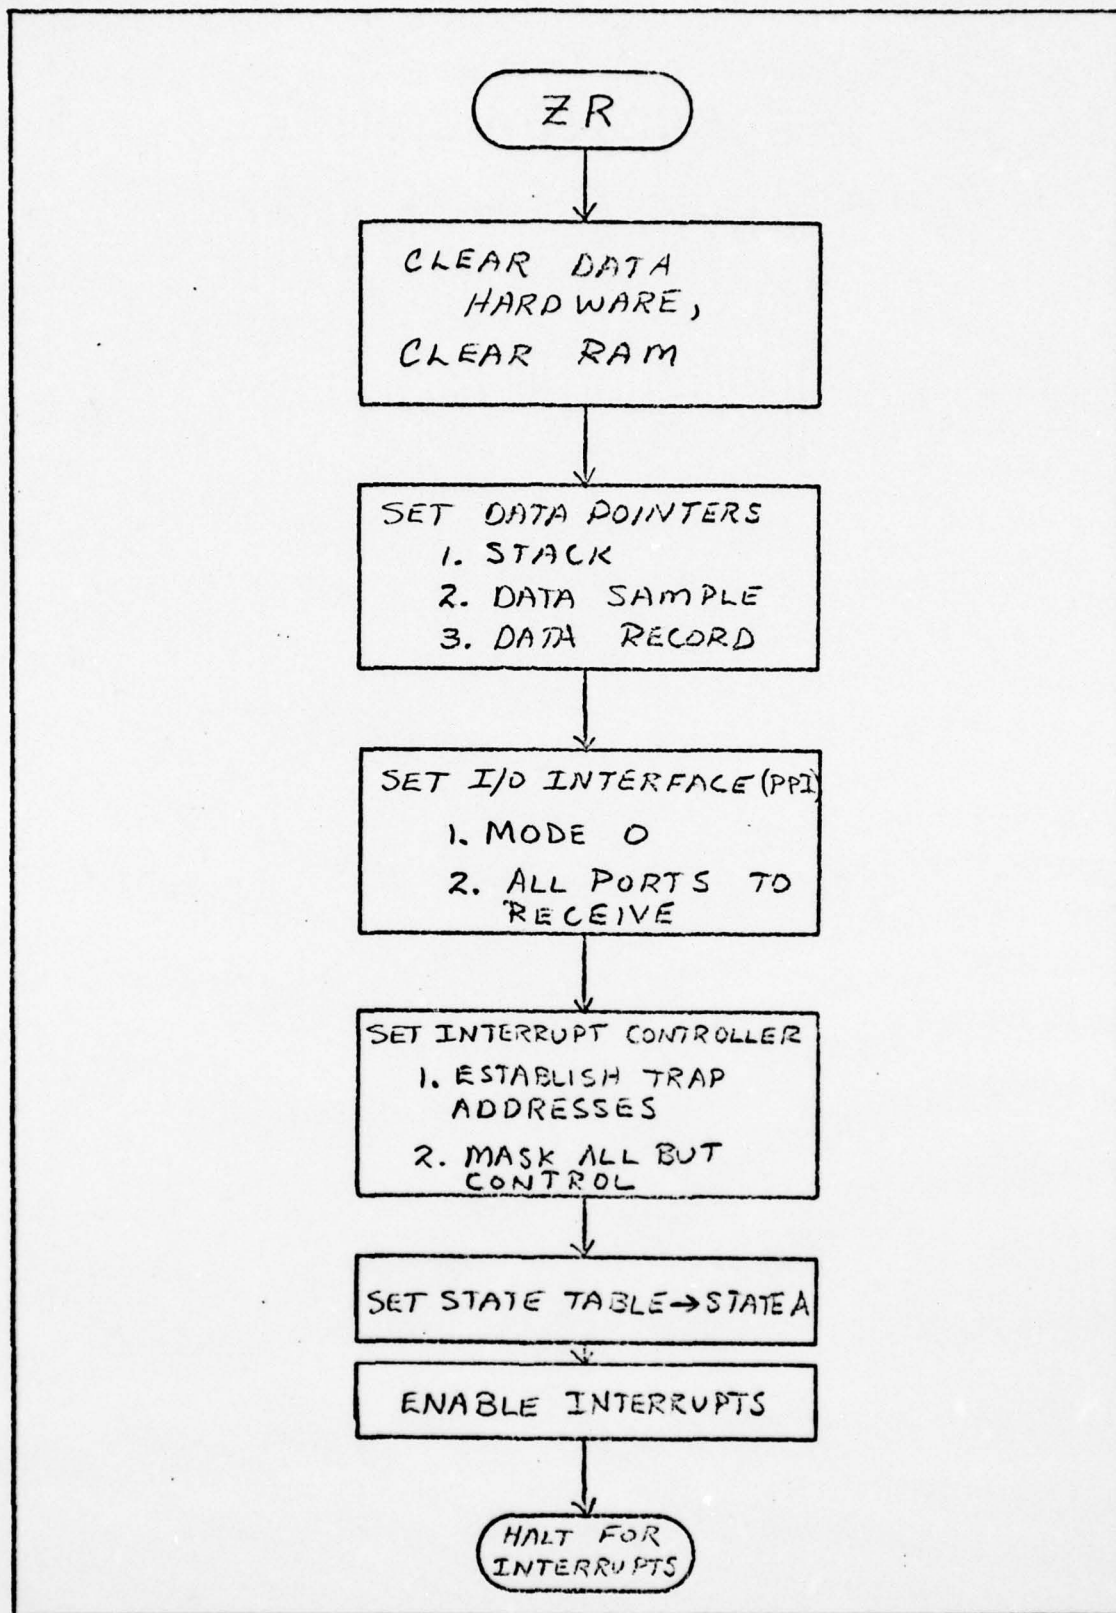 ZR
CLEAR DATA
HARDWARE,
CLEAR RAM
SET DATA POINTERS
1. STACK
2. DATA SAMPLE
3. DATA RECORD
SET I/O INTERFACE (PPI)
1. MODE 0
2. ALL PORTS TO
RECEIVE
SET INTERRUPT CONTROLLER
1. ESTABLISH TRAP
ADDRESSES
2. MASK ALL BUT
CONTROL
SET STATE TABLE→STATE A
ENABLE INTERRUPTS
HALT FOR
INTERRUPTS